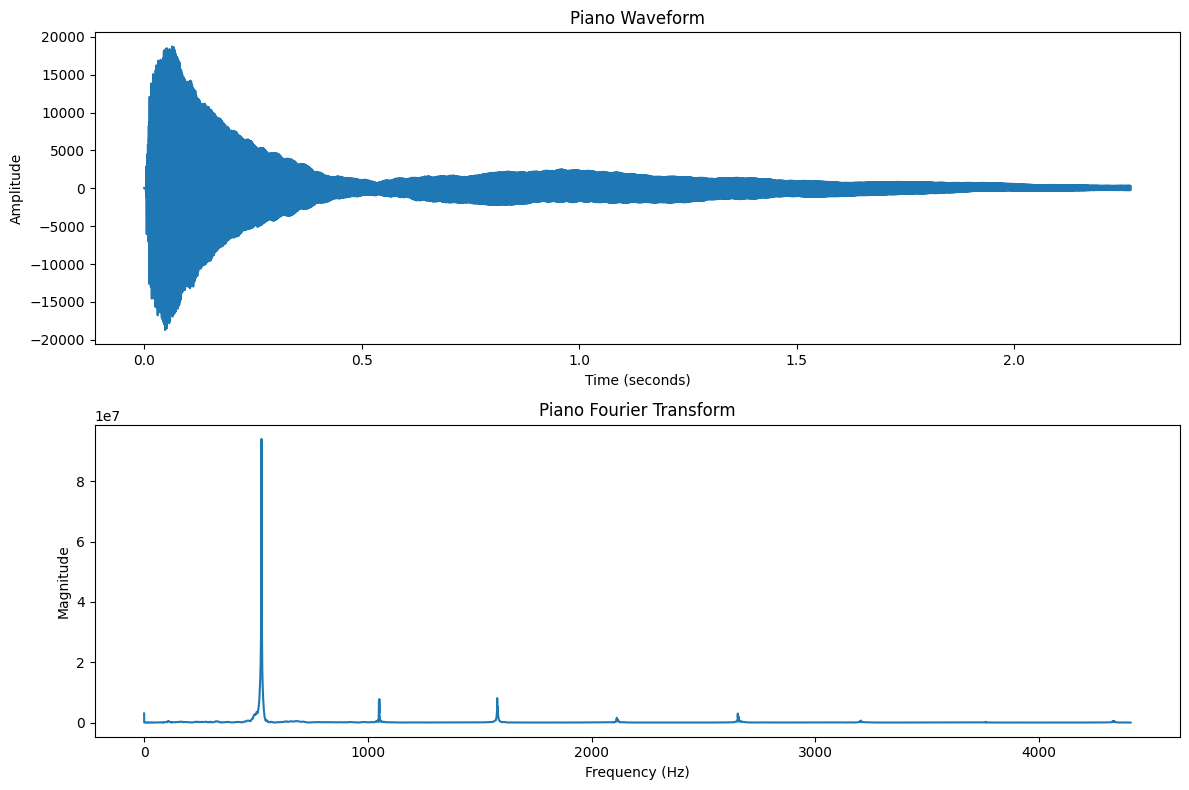 Piano Waveform
20000
15000
10000
5000
0
−5000
−10000
−15000
−20000
Amplitude
0.0 0.5 1.0 1.5 2.0
Time (seconds)
1e7
Piano Fourier Transform
8
6
4
2
0
Magnitude
0 1000 2000 3000 4000
Frequency (Hz)